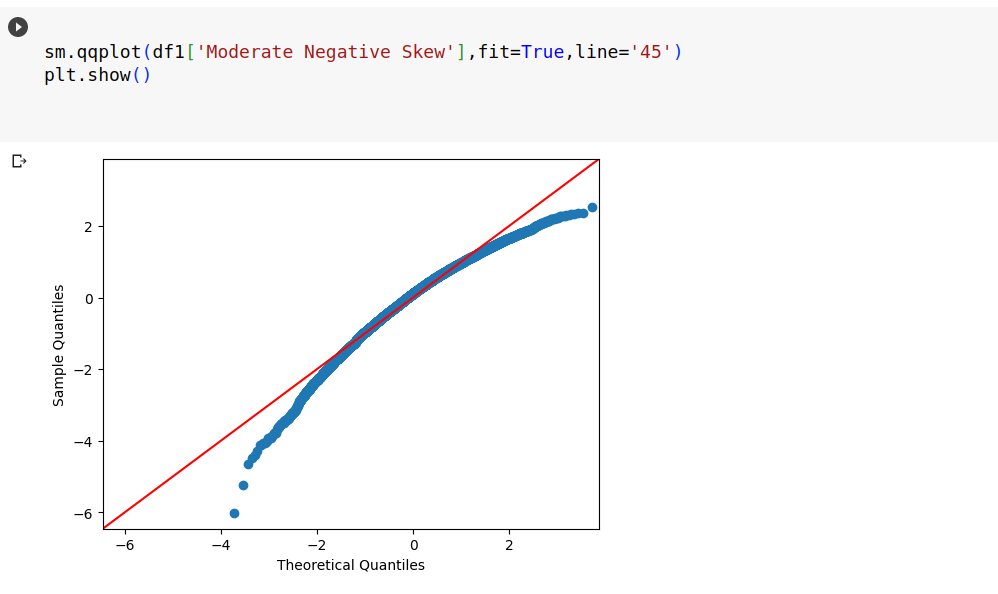 sm.qqplot(df1['Moderate Negative Skew'],fit=True,line='45')
plt.show()
2
0
−2
−4
−6
Sample Quantiles
−6 −4 −2 0 2
Theoretical Quantiles